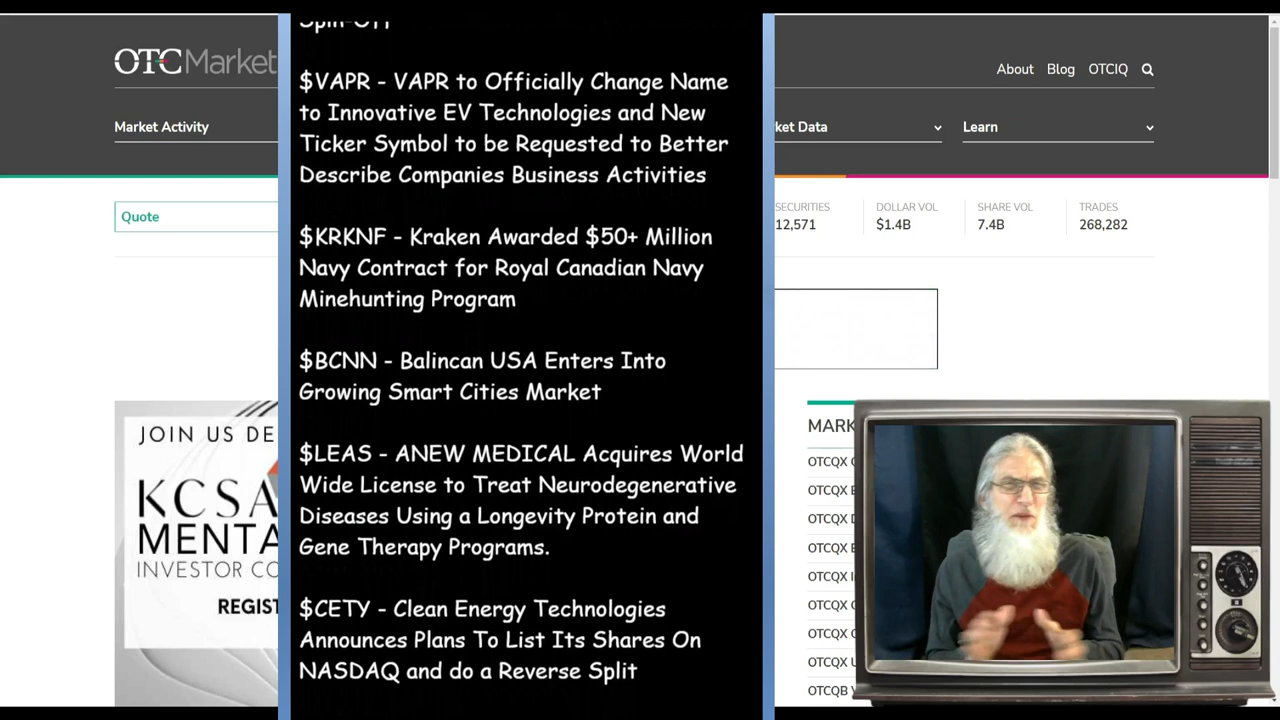 Spin-Off
OTCMarket
About Blog OTCIQ
$VAPR - VAPR to Officially Change Name
to Innovative EV Technologies and New
Ticker Symbol to be Requested to Better
Describe Companies Business Activities
Market Activity
ket Data
Learn
Quote
SECURITIES
12,571
DOLLAR VOL
$1.4B
SHARE VOL
7.4B
TRADES
268,282
$KRKNF - Kraken Awarded $50+ Million
Navy Contract for Royal Canadian Navy
Minehunting Program
$BCNN - Balincan USA Enters Into
Growing Smart Cities Market
$LEAS - ANEW MEDICAL Acquires World
Wide License to Treat Neurodegenerative
Diseases Using a Longevity Protein and
Gene Therapy Programs.
$CETY - Clean Energy Technologies
Announces Plans To List Its Shares On
NASDAQ and do a Reverse Split
JOIN US DE
KCSA
MENTA
INVESTOR CO
REGIST
MARK
OTCQX
OTCQX
OTCQX
OTCQX
OTCQX
OTCQX
OTCQX
OTCQX
OTCQB